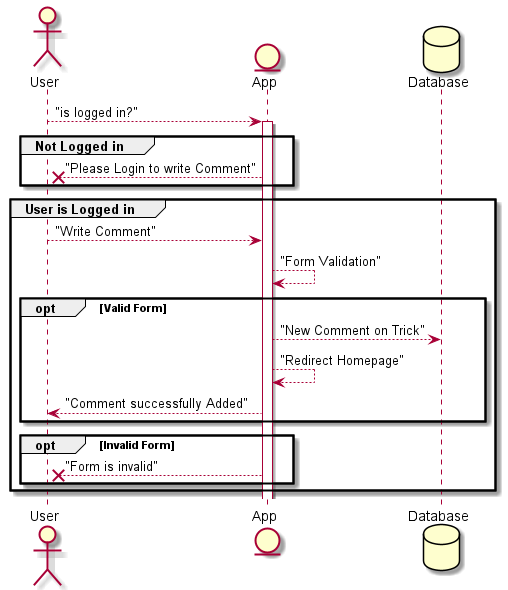 User
App
Database
"is logged in?"
Not Logged in
"Please Login to write Comment"
User is Logged in
"Write Comment"
"Form Validation"
opt [Valid Form]
"New Comment on Trick"
"Redirect Homepage"
"Comment successfully Added"
opt [Invalid Form]
"Form is invalid"
User
App
Database